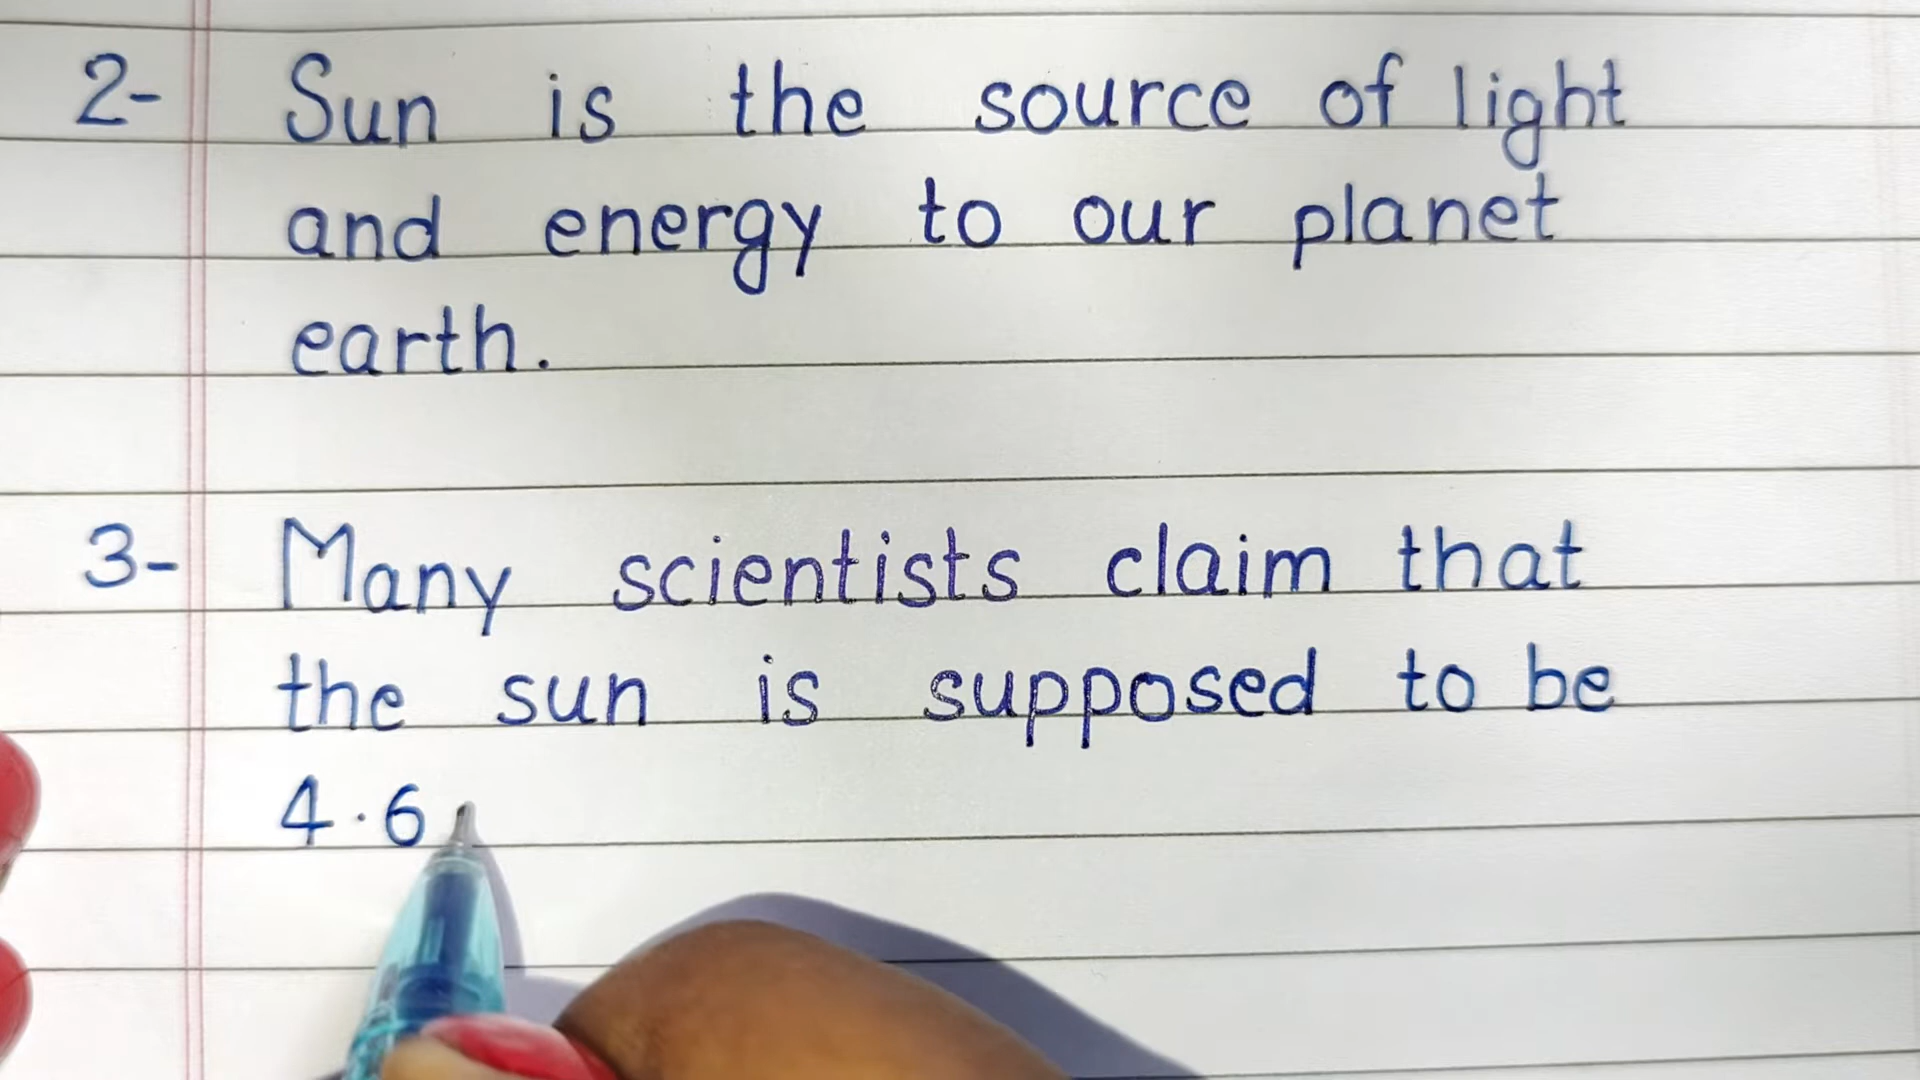 2- Sun is the source of light
and energy to our planet
earth.
3- Many scientists claim that
the sun is supposed to be
4.6